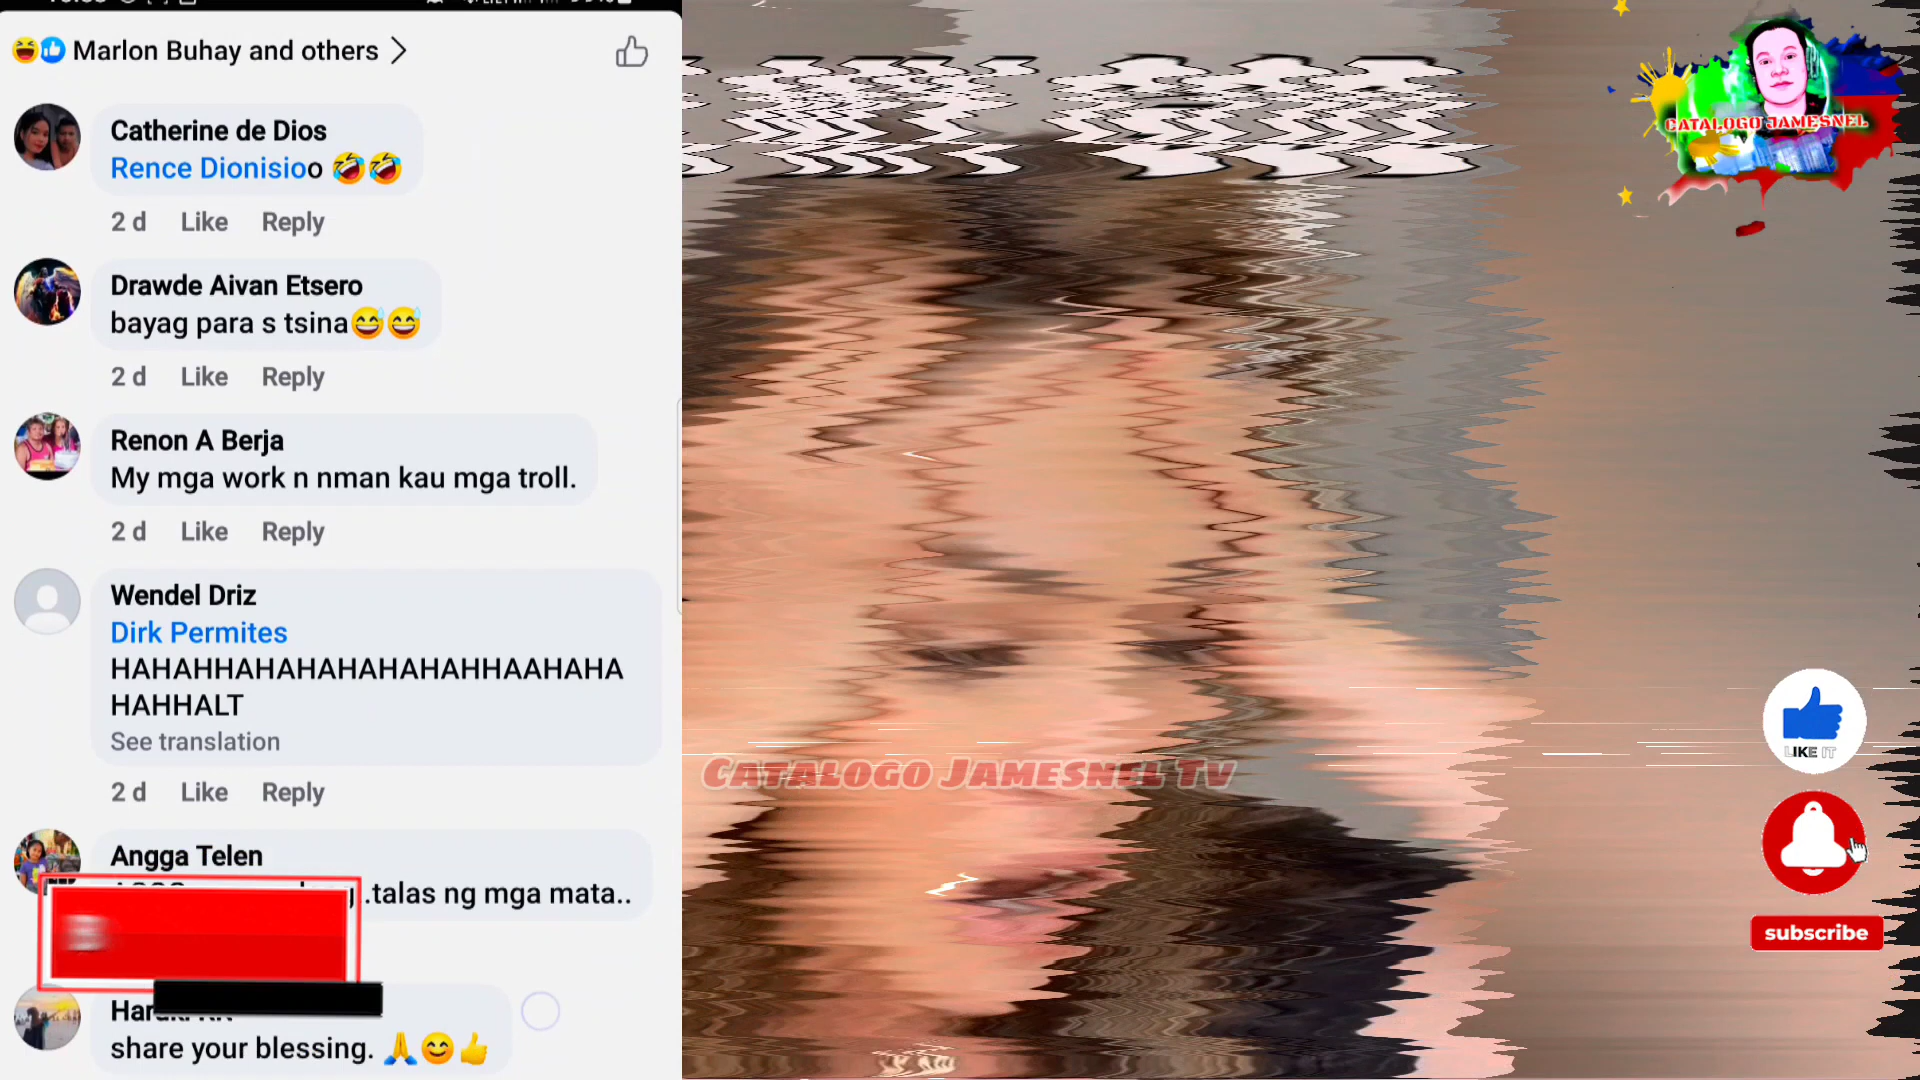 Marlon Buhay and others
Catherine de Dios
Rence Dionisioo 🤣🤣
2 d Like Reply
Drawde Aivan Etsero
bayag para s tsina😅😅
2 d Like Reply
Renon A Berja
My mga work n nman kau mga troll.
2 d Like Reply
Wendel Driz
Dirk Permites
HAHAHHAHAHAHAHAHAHHAAHAHA
HAHHALT
See translation
2 d Like Reply
Angga Telen
.talas ng mga mata..
share your blessing. 🙏😊👍
CATALOGO JAMESNEL
Catalogo Jamesnel Tv
LIKE IT
subscribe